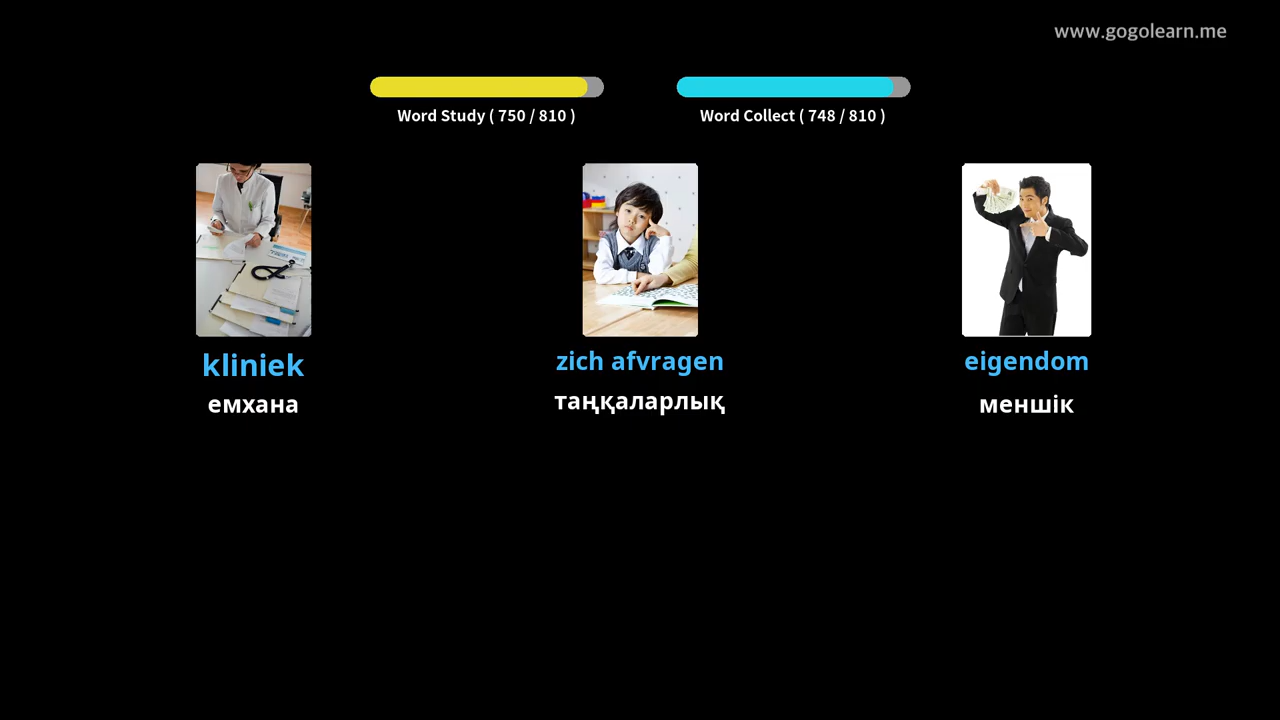 www.gogolearn.me
Word Study ( 750 / 810 )
Word Collect ( 748 / 810 )
kliniek
емхана
zich afvragen
таңқаларлық
eigendom
меншік